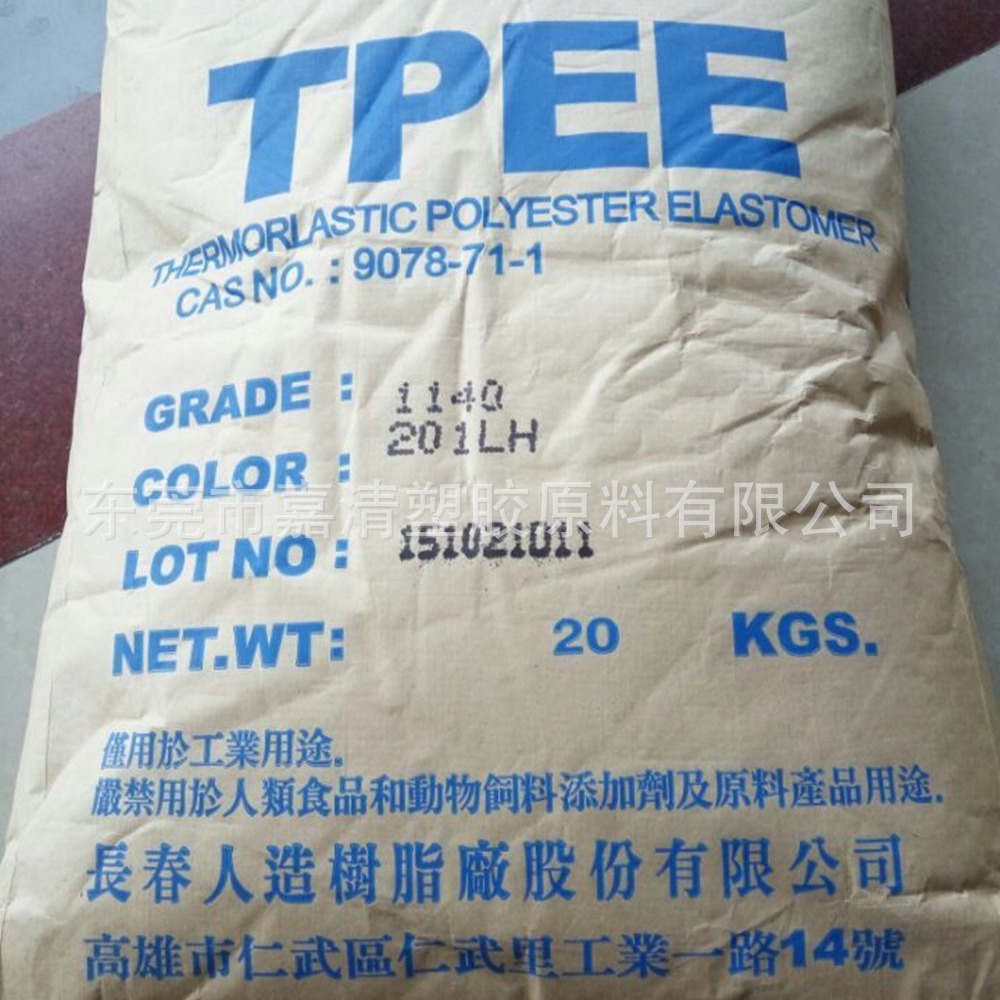 TPEE
THERMORLASTIC POLYESTER ELASTOMER
CAS NO. : 9078-71-1
GRADE : 1140
201LH
COLOR :
东莞市嘉清塑胶原料有限公司
LOT NO : 151021011
NET.WT: 20 KGS.
僅用於工業用途.
嚴禁用於人類食品和動物飼料添加劑及原料產品用途.
長春人造樹脂廠股份有限公司
高雄市仁武區仁武里工業一路14號